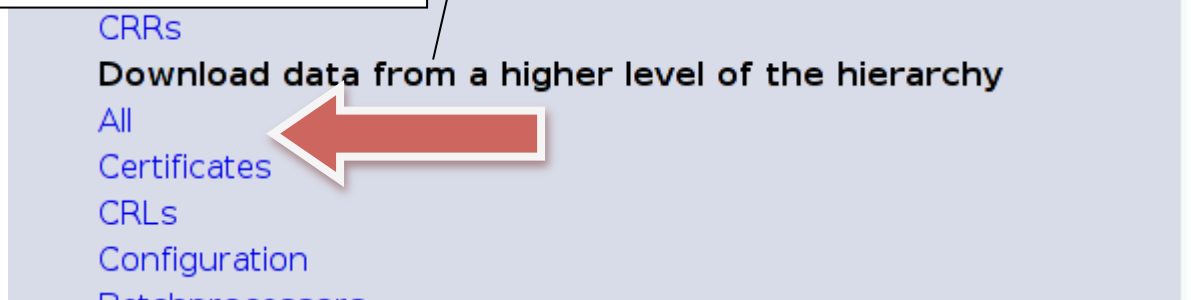 CRRs
Download data from a higher level of the hierarchy
All
Certificates
CRLs
Configuration